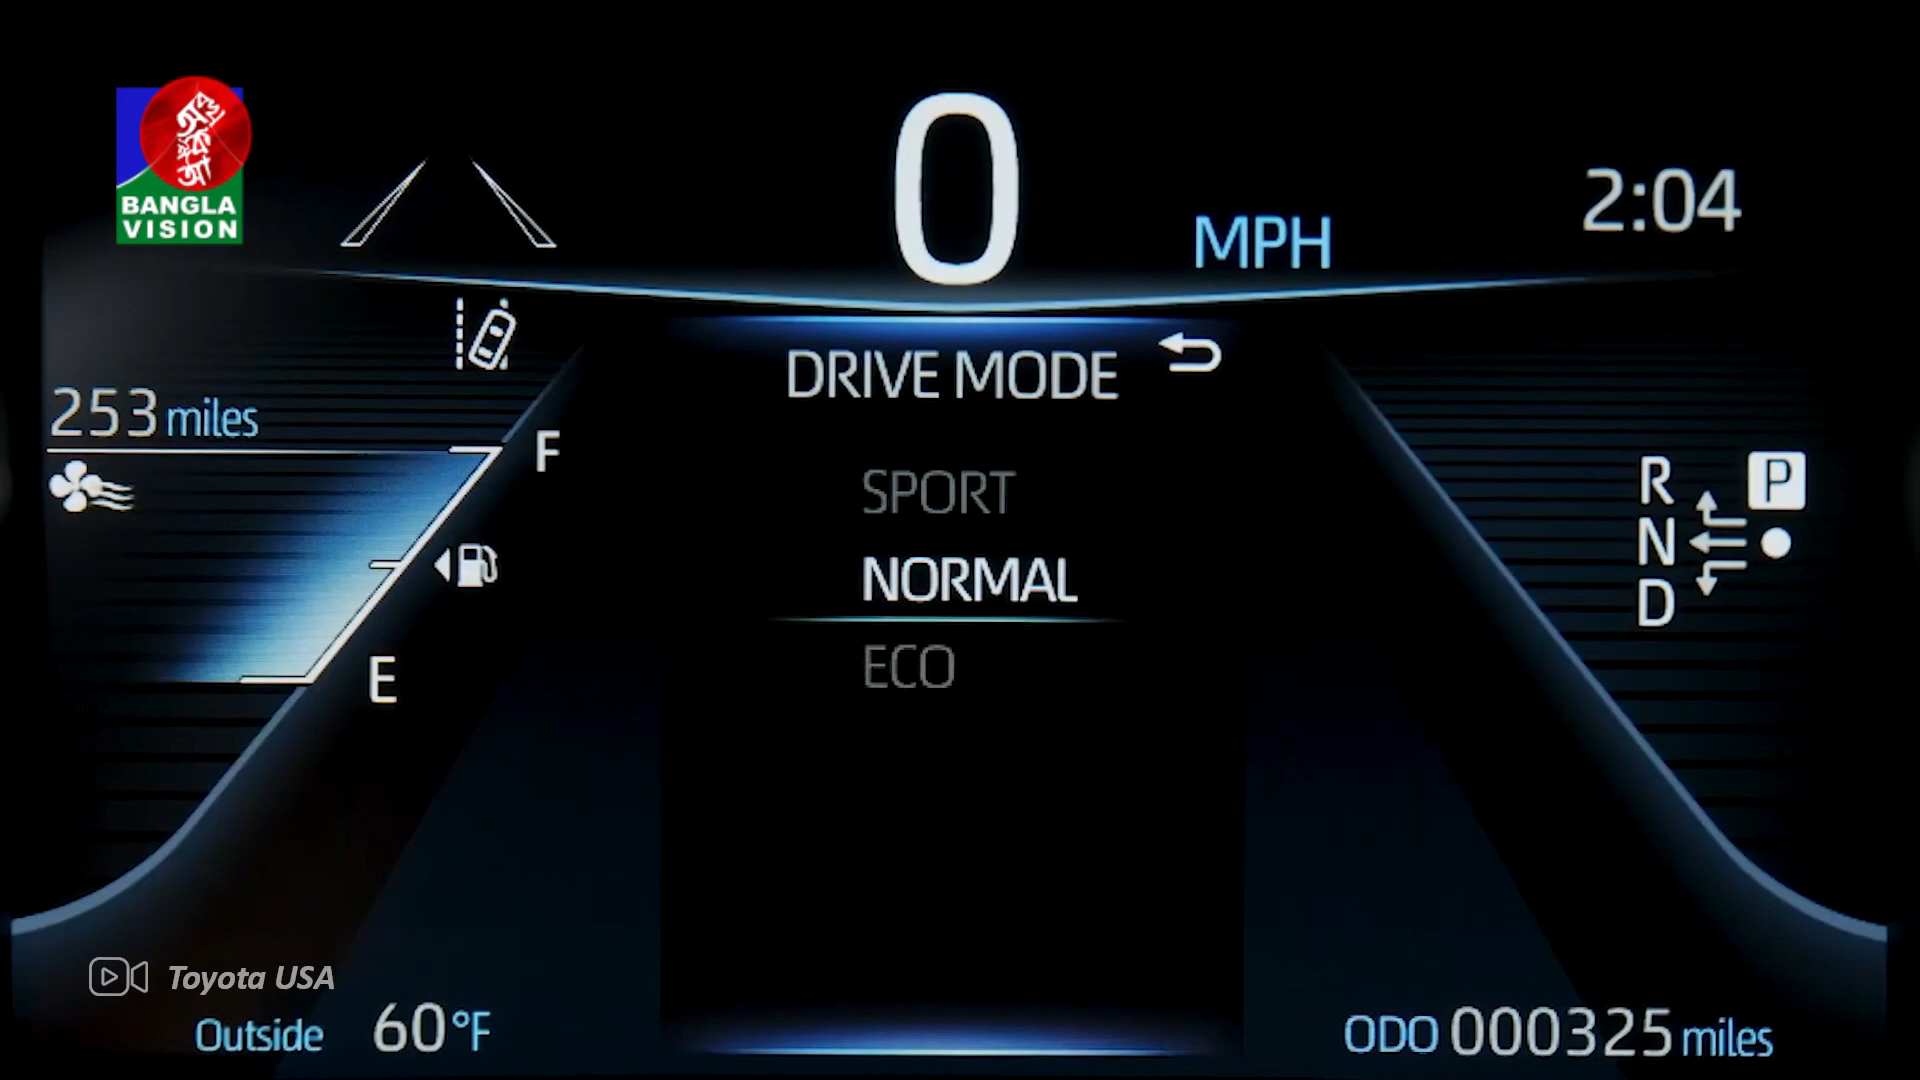 BANGLA
VISION
0 MPH
2:04
DRIVE MODE
253 miles
F
SPORT
R P
NORMAL
N
D
E
ECO
Toyota USA
Outside 60°F
ODO 000325 miles